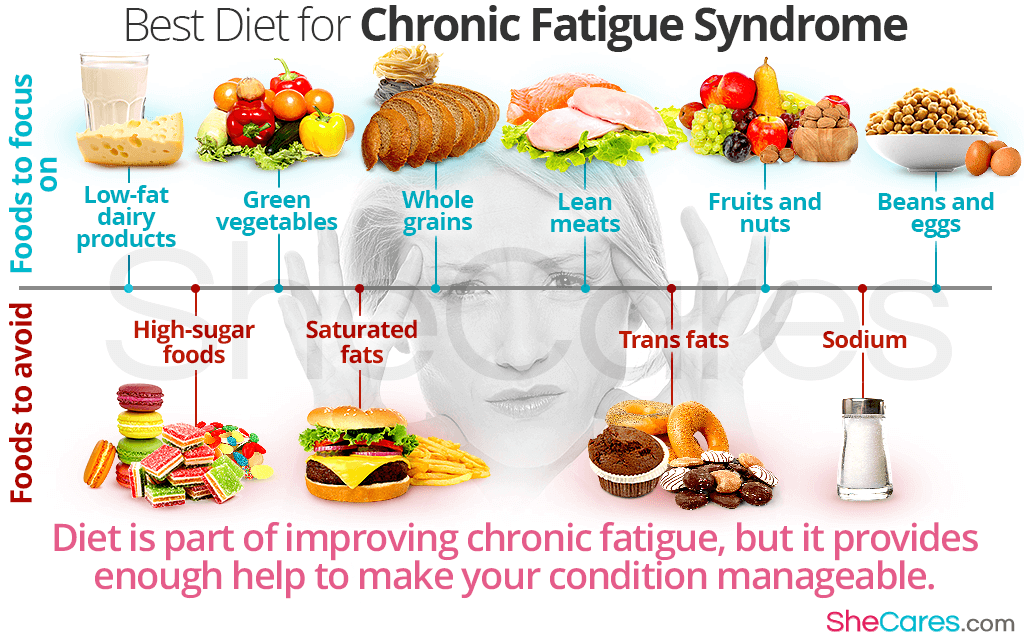 Best Diet for Chronic Fatigue Syndrome
Foods to focus
on
Low-fat
dairy
products
Green
vegetables
Whole
grains
Lean
meats
Fruits and
nuts
Beans and
eggs
SheCares
Foods to avoid
High-sugar
foods
Saturated
fats
Trans fats
Sodium
Diet is part of improving chronic fatigue, but it provides
enough help to make your condition manageable.
SheCares.com